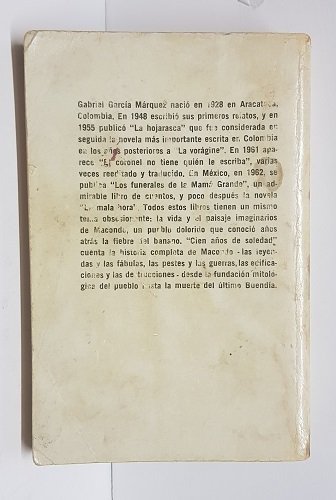 Gabriel García Márquez nació en 1928 en Aracataca,
Colombia. En 1948 escribió sus primeros relatos, y en
1955 publicó "La hojarasca" que fue considerada en
seguida la novela más importante escrita en Colombia
en los años posteriores a "La vorágine". En 1961 apa-
rece "El coronel no tiene quién le escriba", varias
veces reeditado y traducido. En México, en 1962, se
publica "Los funerales de la Mamá Grande", un ad-
mirable libro de cuentos, y poco después la novela
"La mala hora". Todos estos libros tienen un mismo
tema obsesionante: la vida y el paisaje imaginarios
de Macondo, un pueblo dolorido que conoció años
atrás la fiebre del banano. "Cien años de soledad"
cuenta la historia completa de Macondo - las leyen-
das y las fábulas, las pestes y las guerras, las edifica-
ciones y las de trucciones - desde la fundación mitoló-
gica del pueblo hasta la muerte del último Buendía.